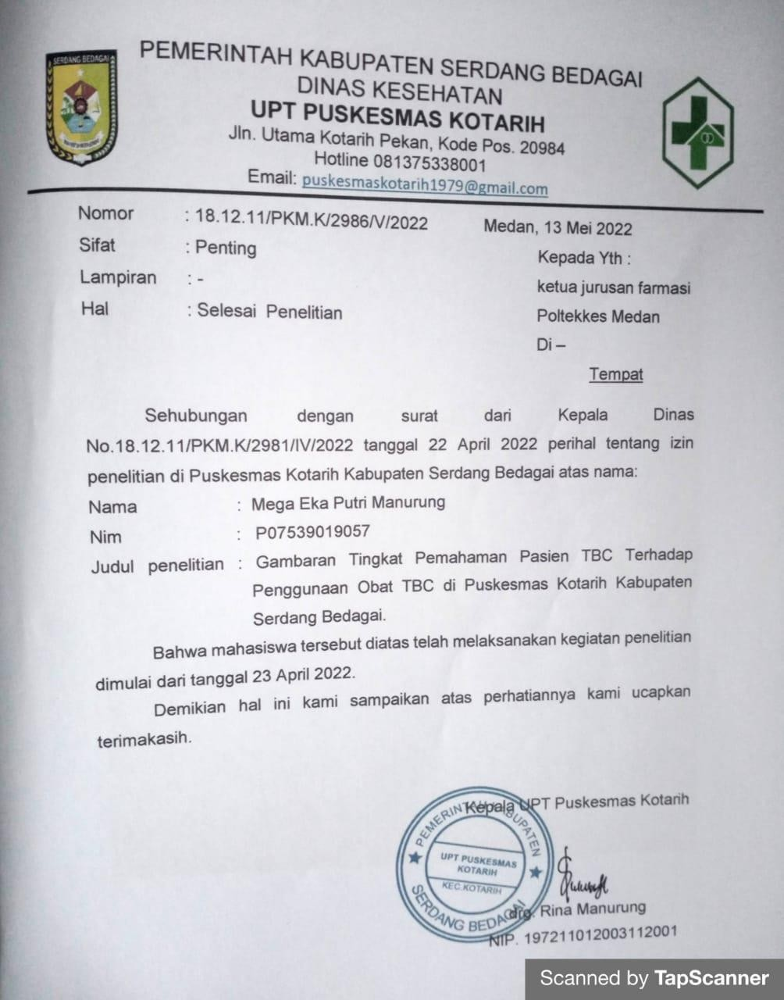 SERDANG BEDAGAI
PEMERINTAH KABUPATEN SERDANG BEDAGAI
DINAS KESEHATAN
UPT PUSKESMAS KOTARIH
Jln. Utama Kotarih Pekan, Kode Pos. 20984
Hotline 081375338001
Email: puskesmaskotarih1979@gmail.com
Nomor : 18.12.11/PKM.K/2986/V/2022
Medan, 13 Mei 2022
Sifat : Penting
Kepada Yth :
Lampiran : -
ketua jurusan farmasi
Hal : Selesai Penelitian
Poltekkes Medan
Di –
Tempat
Sehubungan dengan surat dari Kepala Dinas
No.18.12.11/PKM.K/2981/IV/2022 tanggal 22 April 2022 perihal tentang izin
penelitian di Puskesmas Kotarih Kabupaten Serdang Bedagai atas nama:
Nama : Mega Eka Putri Manurung
Nim : P07539019057
Judul penelitian : Gambaran Tingkat Pemahaman Pasien TBC Terhadap
Penggunaan Obat TBC di Puskesmas Kotarih Kabupaten
Serdang Bedagai.
Bahwa mahasiswa tersebut diatas telah melaksanakan kegiatan penelitian
dimulai dari tanggal 23 April 2022.
Demikian hal ini kami sampaikan atas perhatiannya kami ucapkan
terimakasih.
Kepala UPT Puskesmas Kotarih
PEMERINTAH KABUPATEN
UPT PUSKESMAS
KOTARIH
KEC.KOTARIH
SERDANG BEDAGAI
drg. Rina Manurung
NIP. 197211012003112001
Scanned by TapScanner